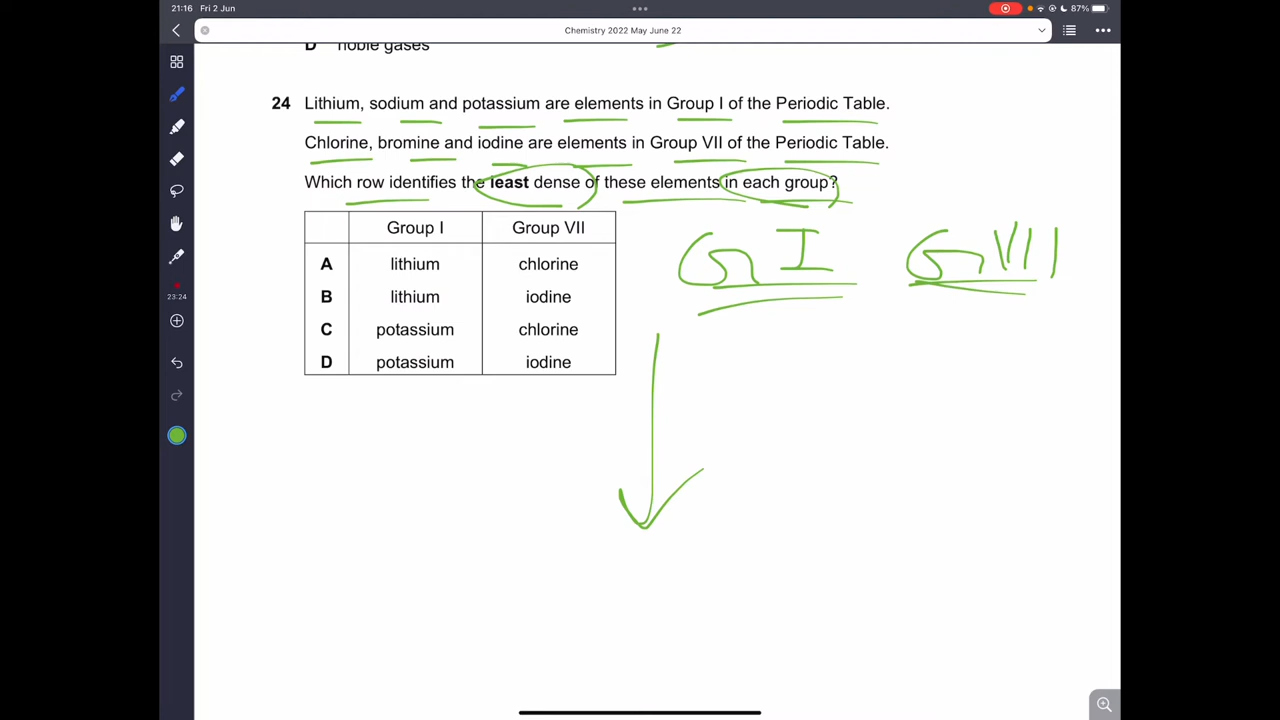 21:16 Fri 2 Jun
87%
Chemistry 2022 May June 22
D noble gases
24 Lithium, sodium and potassium are elements in Group I of the Periodic Table.
Chlorine, bromine and iodine are elements in Group VII of the Periodic Table.
Which row identifies the least dense of these elements in each group?
Group I Group VII
A lithium chlorine
B lithium iodine
C potassium chlorine
D potassium iodine
G I G VII
23:24